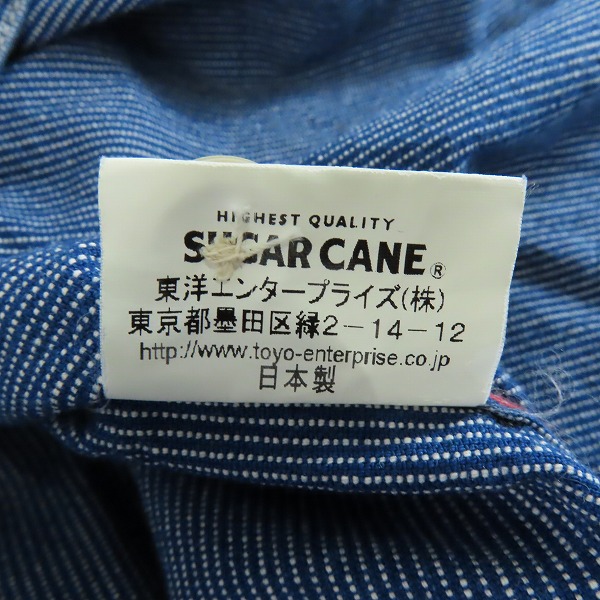 HIGHEST QUALITY
SUGAR CANE®
東洋エンタープライズ(株)
東京都墨田区緑2-14-12
http://www.toyo-enterprise.co.jp
日本製